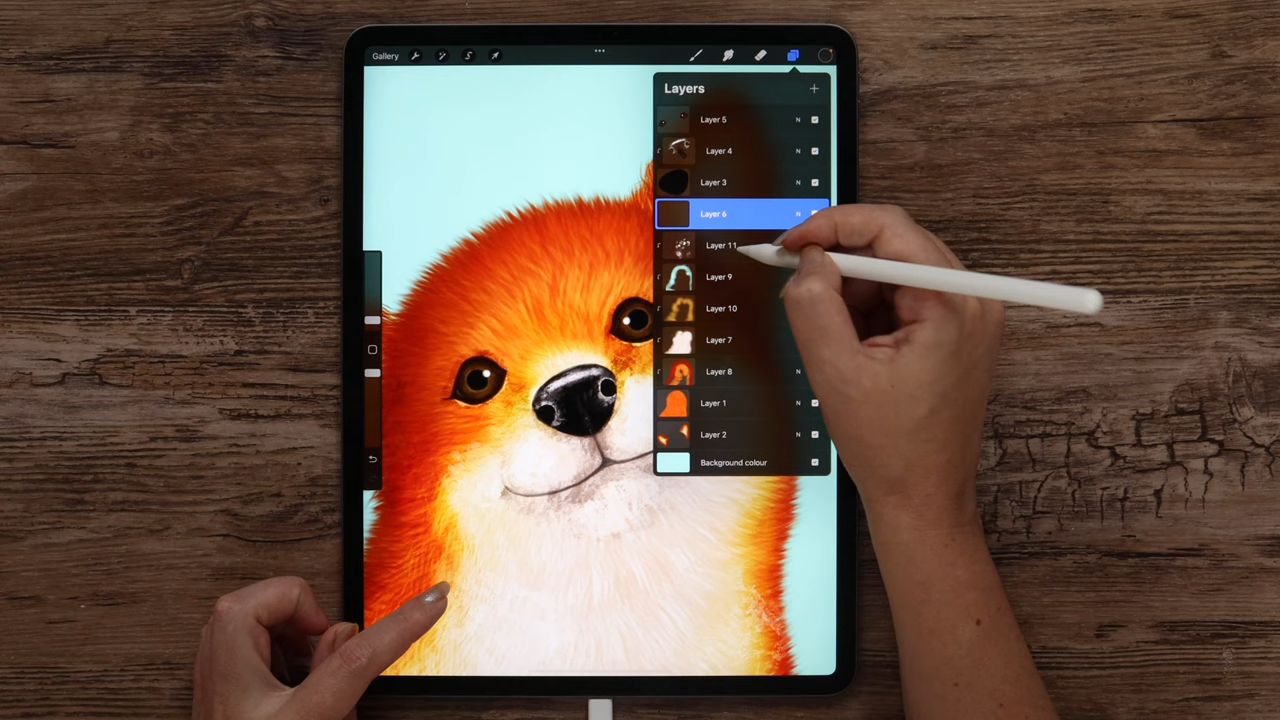 Gallery
Layers
Layer 5 N
Layer 4 N
Layer 3 N
Layer 6 N
Layer 11
Layer 9
Layer 10
Layer 7
Layer 8 N
Layer 1 N
Layer 2 N
Background colour